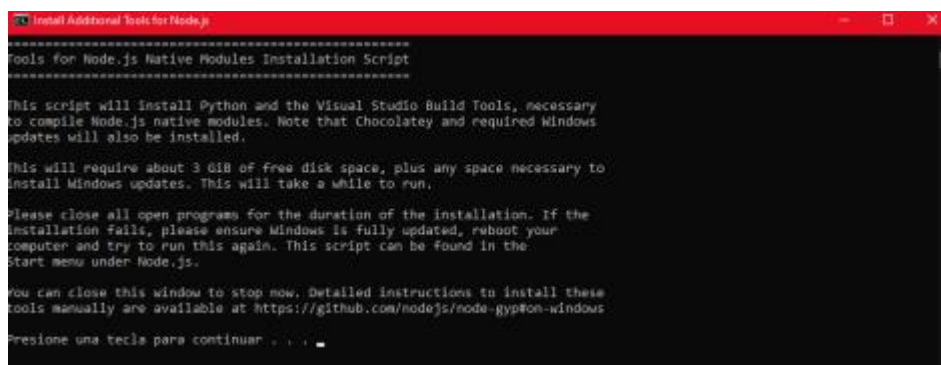 Install Additional Tools for Node.js
====================================================
Tools for Node.js Native Modules Installation Script
====================================================
This script will install Python and the Visual Studio Build Tools, necessary
to compile Node.js native modules. Note that Chocolatey and required Windows
updates will also be installed.
This will require about 3 GiB of free disk space, plus any space necessary to
install Windows updates. This will take a while to run.
Please close all open programs for the duration of the installation. If the
installation fails, please ensure Windows is fully updated, reboot your
computer and try to run this again. This script can be found in the
Start menu under Node.js.
You can close this window to stop now. Detailed instructions to install these
tools manually are available at https://github.com/nodejs/node-gyp#on-windows
Presione una tecla para continuar . . .